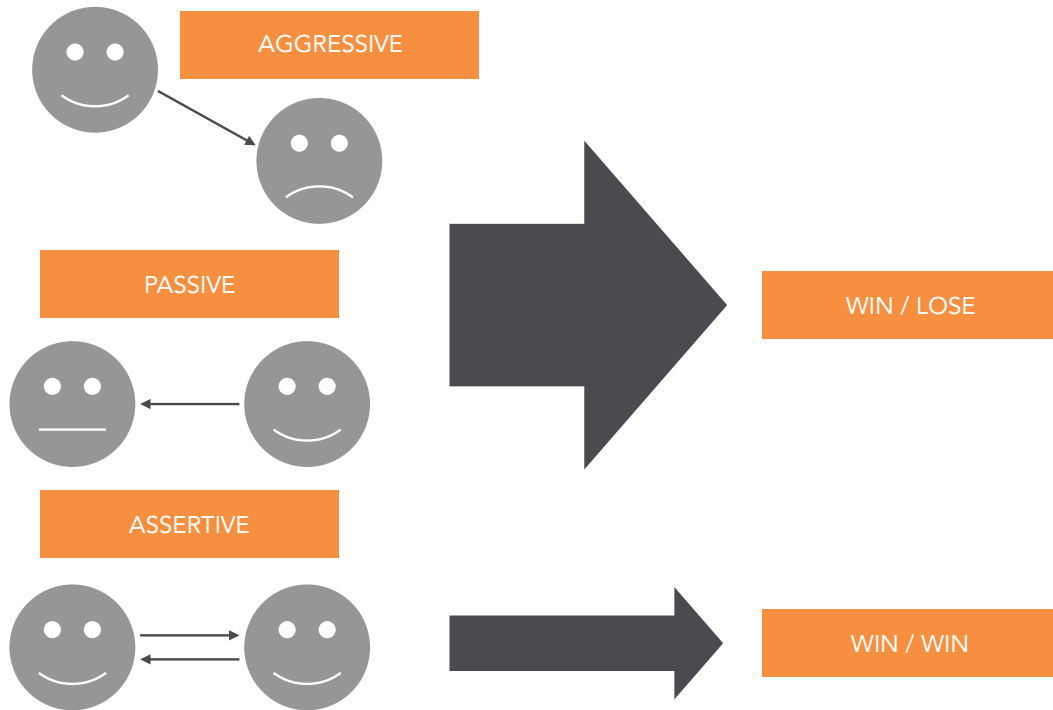 AGGRESSIVE
PASSIVE
WIN / LOSE
ASSERTIVE
WIN / WIN